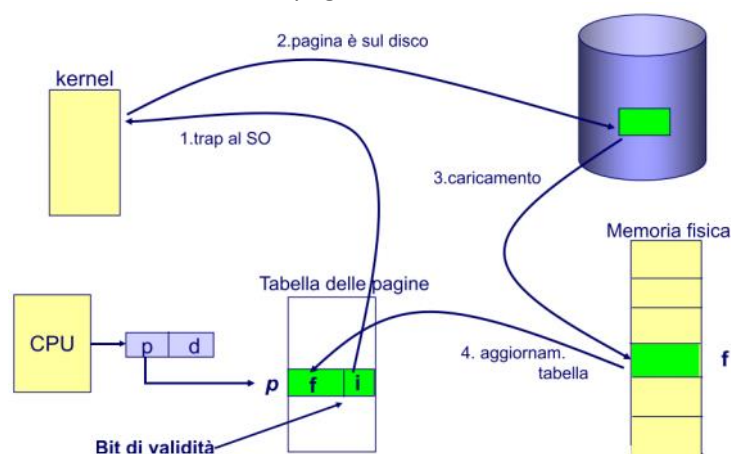 2.pagina è sul disco
kernel
1.trap al SO
3.caricamento
Memoria fisica
Tabella delle pagine
CPU
p d
p
f i
4. aggiornam.
tabella
f
Bit di validità